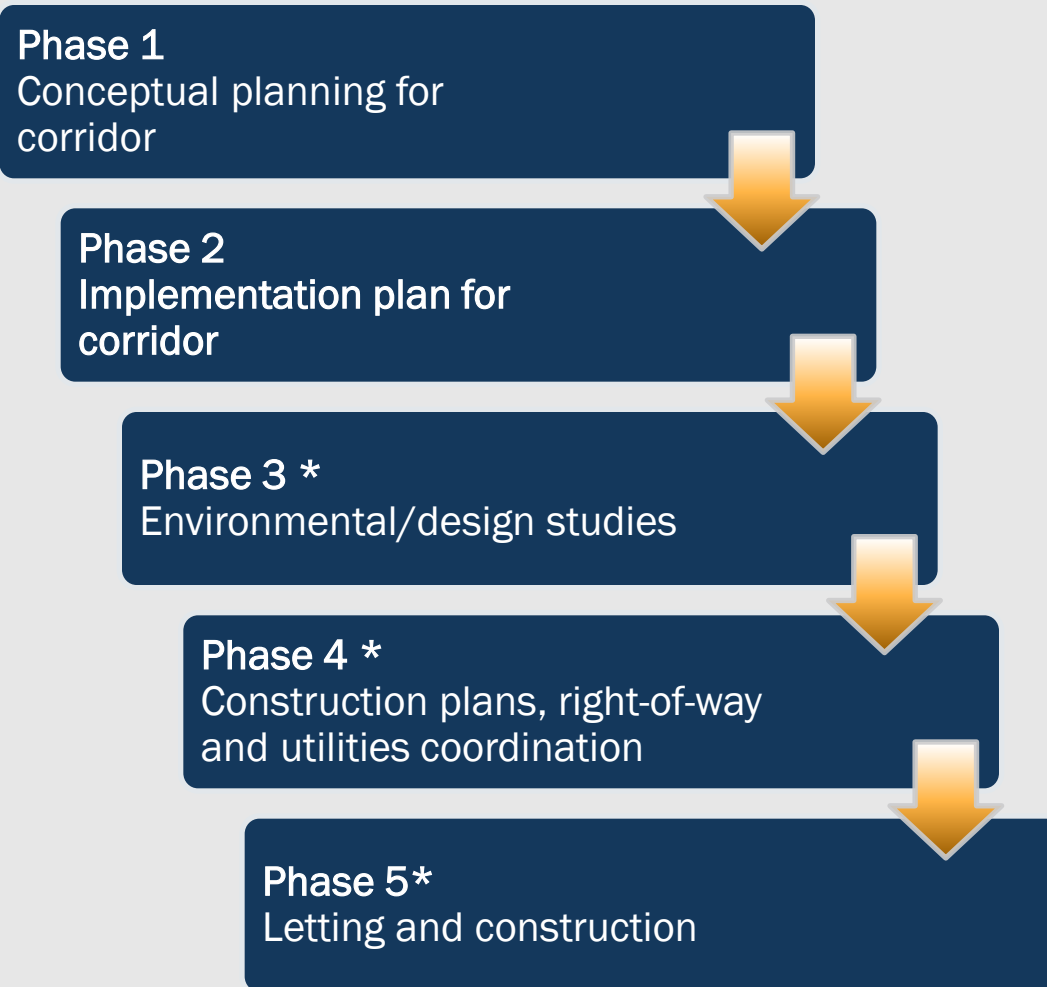 Phase 1
Conceptual planning for
corridor
Phase 2
Implementation plan for
corridor
Phase 3 *
Environmental/design studies
Phase 4 *
Construction plans, right-of-way
and utilities coordination
Phase 5*
Letting and construction